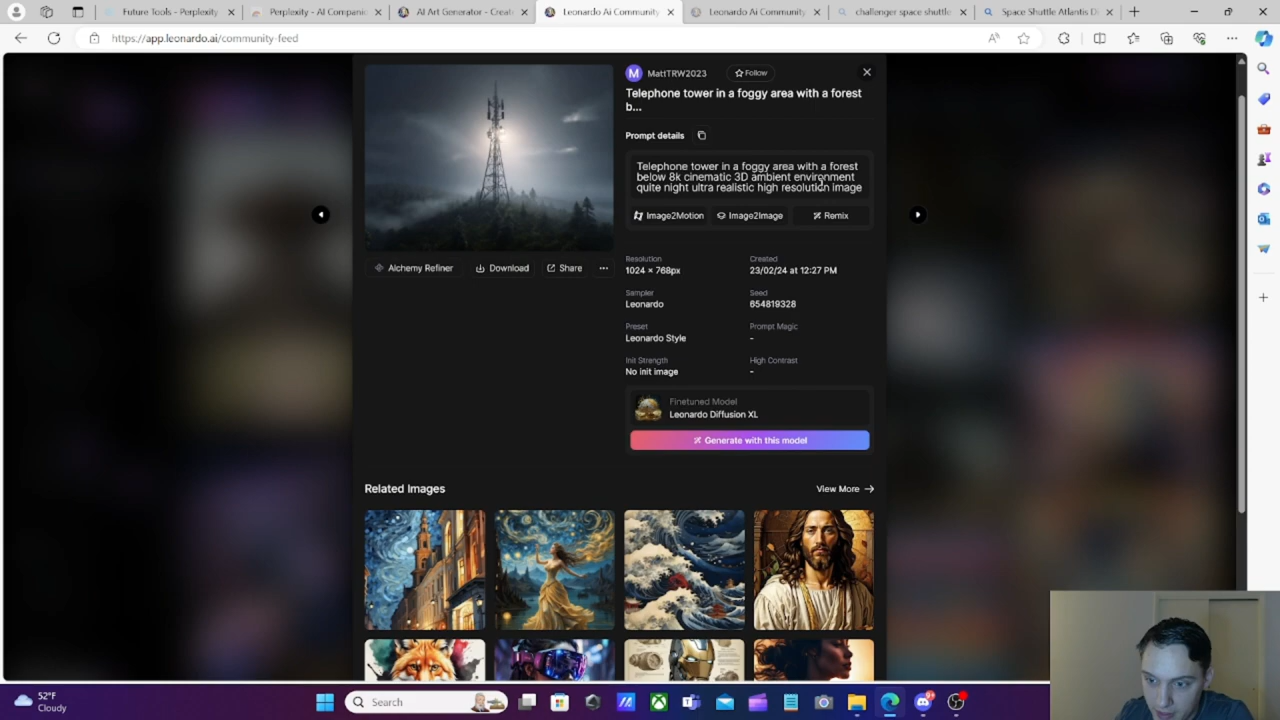 Future Tools - Perplexity
Perplexity - AI Companio
AI Art Generator - Create
Leonardo Ai Community
Leonardo Ai Community
challenger space shuttle
Space Shuttle Atlantis D
https://app.leonardo.ai/community-feed
M MattTRW2023
Follow
Telephone tower in a foggy area with a forest
b...
Prompt details
Telephone tower in a foggy area with a forest
below 8k cinematic 3D ambient environment
quite night ultra realistic high resolution image
Image2Motion
Image2Image
Remix
Alchemy Refiner
Download
Share
Resolution
1024 × 768px
Created
23/02/24 at 12:27 PM
Sampler
Leonardo
Seed
654819328
Preset
Leonardo Style
Prompt Magic
-
Init Strength
No init image
High Contrast
-
Finetuned Model
Leonardo Diffusion XL
Generate with this model
Related Images
View More
52°F
Cloudy
Search